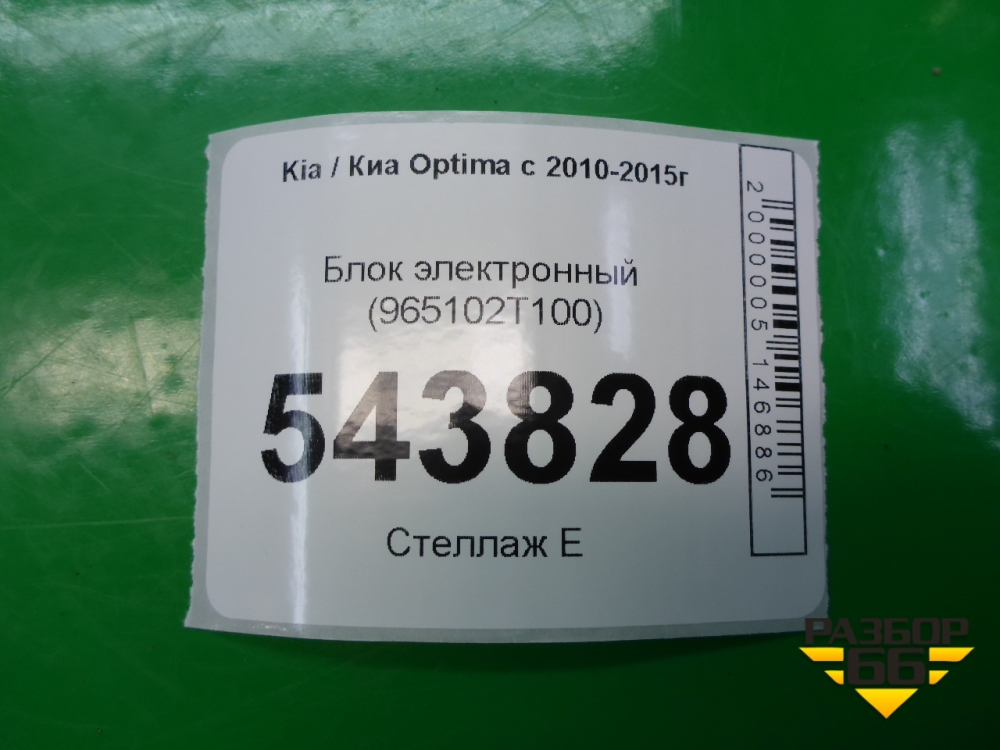 Kia / Киа Optima с 2010-2015г
Блок электронный
(965102T100)
543828
Стеллаж Е
2000005146886
РАЗБОР
66